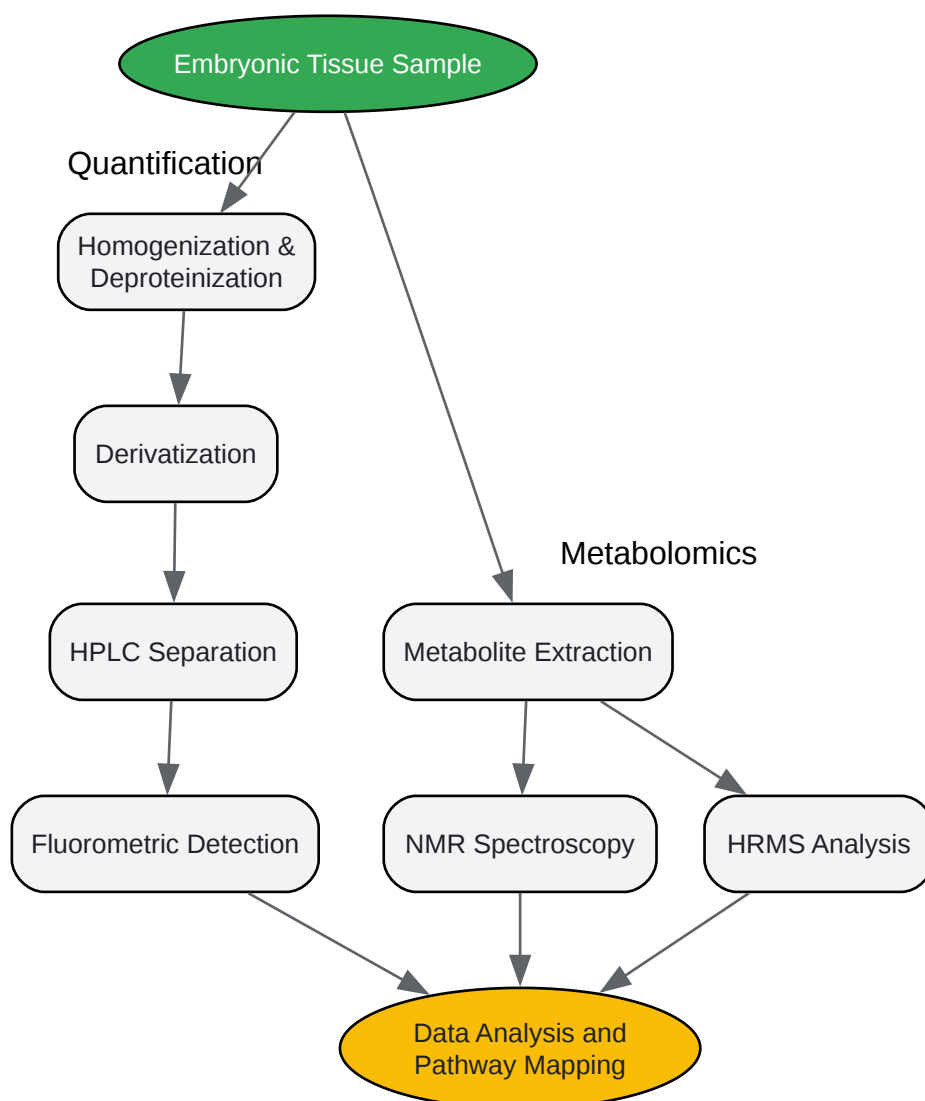 Embryonic Tissue Sample
Quantification
Homogenization &
Deproteinization
Derivatization
Metabolomics
HPLC Separation
Metabolite Extraction
Fluorometric Detection
NMR Spectroscopy
HRMS Analysis
Data Analysis and
Pathway Mapping